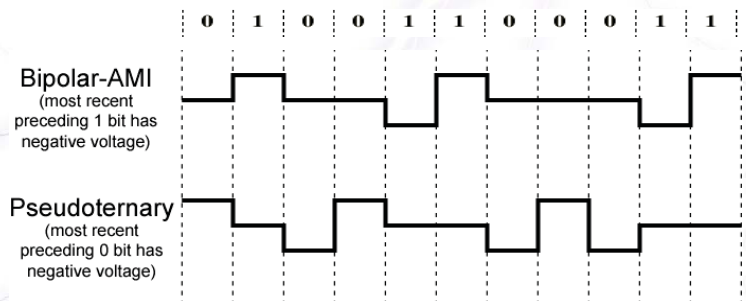 0 1 0 0 1 1 0 0 0 1 1
Bipolar-AMI
(most recent
preceding 1 bit has
negative voltage)
Pseudoternary
(most recent
preceding 0 bit has
negative voltage)